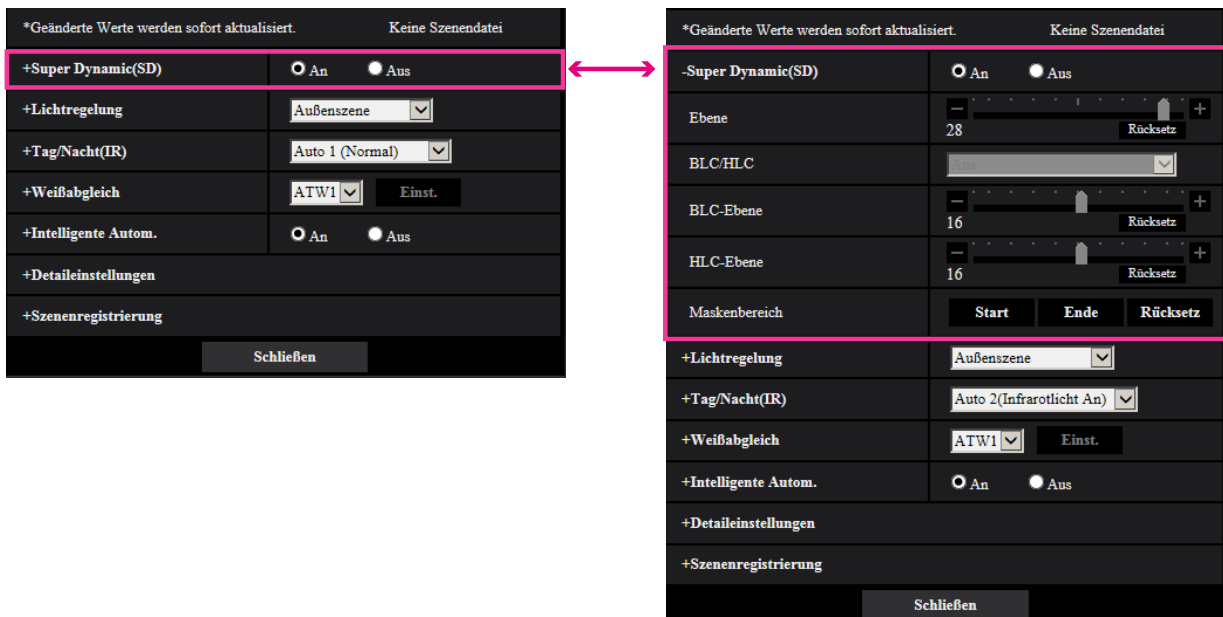 *Geänderte Werte werden sofort aktualisiert. Keine Szenendatei
+Super Dynamic(SD) An Aus
+Lichtregelung Außenszene
+Tag/Nacht(IR) Auto 1 (Normal)
+Weißabgleich ATW1 Einst.
+Intelligente Autom. An Aus
+Detaileinstellungen
+Szenenregistrierung
Schließen
*Geänderte Werte werden sofort aktualisiert. Keine Szenendatei
-Super Dynamic(SD) An Aus
Ebene - +
28 Rücksetz
BLC/HLC Aus
BLC-Ebene - +
16 Rücksetz
HLC-Ebene - +
16 Rücksetz
Maskenbereich Start Ende Rücksetz
+Lichtregelung Außenszene
+Tag/Nacht(IR) Auto 2(Infrarotlicht An)
+Weißabgleich ATW1 Einst.
+Intelligente Autom. An Aus
+Detaileinstellungen
+Szenenregistrierung
Schließen